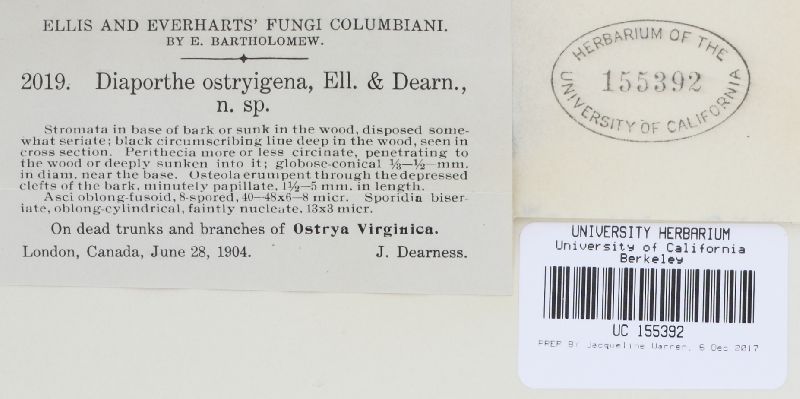 ELLIS AND EVERHARTS' FUNGI COLUMBIANI.
BY E. BARTHOLOMEW.
2019. Diaporthe ostryigena, Ell. & Dearn.,
n. sp.
Stromata in base of bark or sunk in the wood, disposed some-
what seriate; black circumscribing line deep in the wood, seen in
cross section. Perithecia more or less circinate, penetrating to
the wood or deeply sunken into it; globose-conical ⅓—½—mm.
in diam. near the base. Osteola erumpent through the depressed
clefts of the bark, minutely papillate, 1½—5 mm. in length.
Asci oblong-fusoid, 8-spored, 40—48x6—8 micr. Sporidia biser-
iate, oblong-cylindrical, faintly nucleate, 13x3 micr.
On dead trunks and branches of Ostrya Virginica.
London, Canada, June 28, 1904. J. Dearness.
HERBARIUM OF THE
155392
UNIVERSITY OF CALIFORNIA
UNIVERSITY HERBARIUM
University of California
Berkeley
UC 155392
PREP BY Jacqueline Warren, 6 Dec 2017